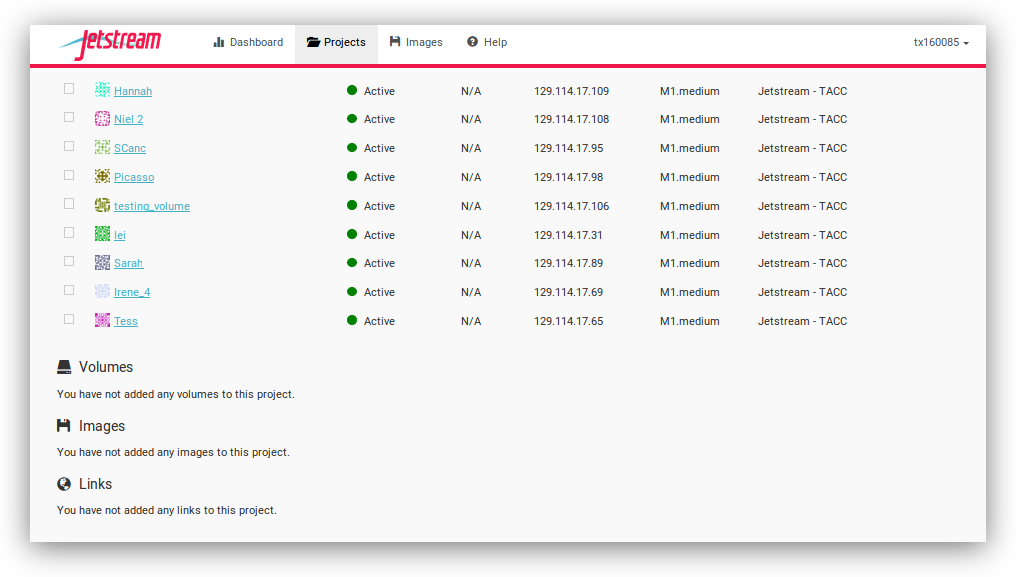 Jetstream Dashboard Projects Images Help tx160085
Hannah Active N/A 129.114.17.109 M1.medium Jetstream - TACC
Niel 2 Active N/A 129.114.17.108 M1.medium Jetstream - TACC
SCanc Active N/A 129.114.17.95 M1.medium Jetstream - TACC
Picasso Active N/A 129.114.17.98 M1.medium Jetstream - TACC
testing_volume Active N/A 129.114.17.106 M1.medium Jetstream - TACC
lei Active N/A 129.114.17.31 M1.medium Jetstream - TACC
Sarah Active N/A 129.114.17.89 M1.medium Jetstream - TACC
Irene_4 Active N/A 129.114.17.69 M1.medium Jetstream - TACC
Tess Active N/A 129.114.17.65 M1.medium Jetstream - TACC
Volumes
You have not added any volumes to this project.
Images
You have not added any images to this project.
Links
You have not added any links to this project.